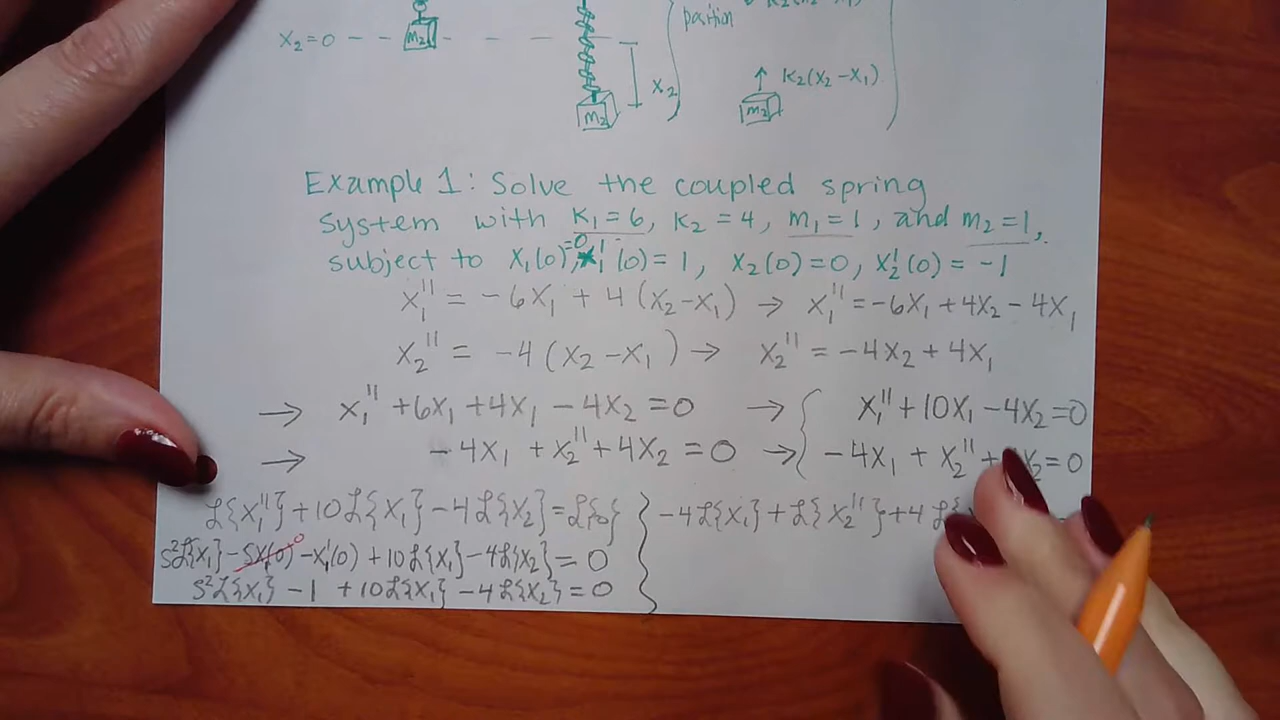 position
x₂=0
m₂
x₂
k₂(x₂-x₁)
m₂
m₂
Example 1: Solve the coupled spring
system with k₁=6, k₂=4, m₁=1, and m₂=1,
subject to x₁(0)=0, x₁'(0)=1, x₂(0)=0, x₂'(0)=-1
x₁''=-6x₁+4(x₂-x₁) → x₁''=-6x₁+4x₂-4x₁
x₂''=-4(x₂-x₁) → x₂''=-4x₂+4x₁
→ x₁''+6x₁+4x₁-4x₂=0 → { x₁''+10x₁-4x₂=0
→ -4x₁+x₂''+4x₂=0 → -4x₁+x₂''+ x₂=0
ℒ{x₁''}+10ℒ{x₁}-4ℒ{x₂}=ℒ{0} } -4ℒ{x₁}+ℒ{x₂''}+4ℒ
s²ℒ{x₁}-sx₁(0)⁰-x₁'(0)+10ℒ{x₁}-4ℒ{x₂}=0
s²ℒ{x₁}-1+10ℒ{x₁}-4ℒ{x₂}=0